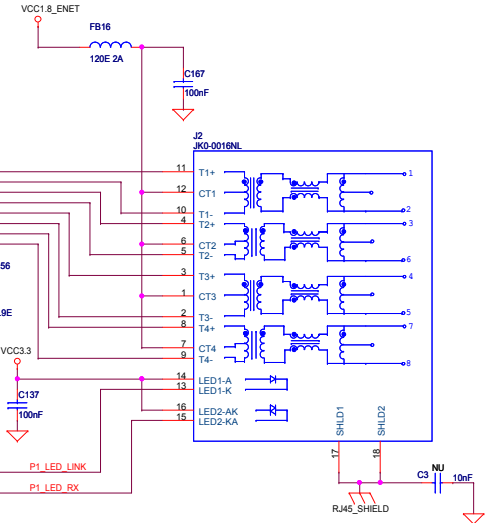 VCC1.8_ENET
FB16
120E 2A
C167
100nF
J2
JK0-0016NL
11 T1+ 1
12 CT1
10 T1- 2
4 T2+ 3
6 CT2
5 T2- 6
3 T3+ 4
1 CT3
2 T3- 5
8 T4+ 7
7 CT4
9 T4- 8
56
.9E
VCC3.3
14 LED1-A
13 LED1-K
C137
100nF
16 LED2-AK
15 LED2-KA
SHLD1
SHLD2
17
18
P1_LED_LINK
P1_LED_RX
C3
NU
10nF
RJ45_SHIELD